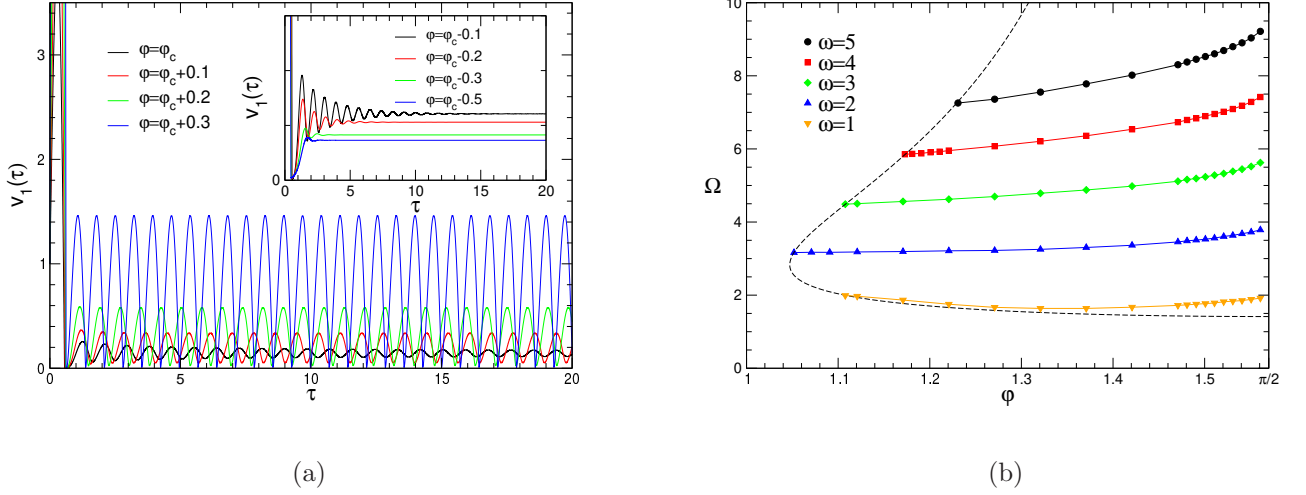 φ=φc
φ=φc+0.1
φ=φc+0.2
φ=φc+0.3
v1(τ)
3
2
1
0
0 5 10 15 20
τ
φ=φc-0.1
φ=φc-0.2
φ=φc-0.3
φ=φc-0.5
v1(τ)
0 5 10 15 20
τ
(a)
ω=5
ω=4
ω=3
ω=2
ω=1
Ω
10
8
6
4
2
0
1 1.1 1.2 1.3 1.4 1.5 π/2
φ
(b)